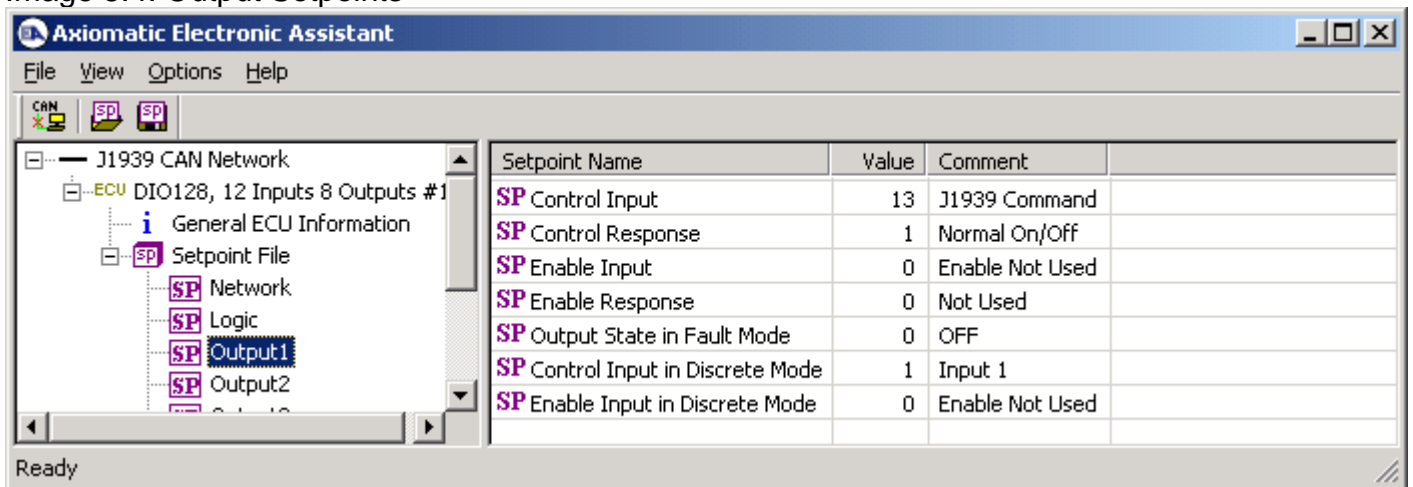 Axiomatic Electronic Assistant
File View Options Help
CAN SP SP
J1939 CAN Network
ECU DIO128, 12 Inputs 8 Outputs #1
i General ECU Information
SP Setpoint File
SP Network
SP Logic
SP Output1
SP Output2
Setpoint Name Value Comment
SP Control Input 13 J1939 Command
SP Control Response 1 Normal On/Off
SP Enable Input 0 Enable Not Used
SP Enable Response 0 Not Used
SP Output State in Fault Mode 0 OFF
SP Control Input in Discrete Mode 1 Input 1
SP Enable Input in Discrete Mode 0 Enable Not Used
Ready